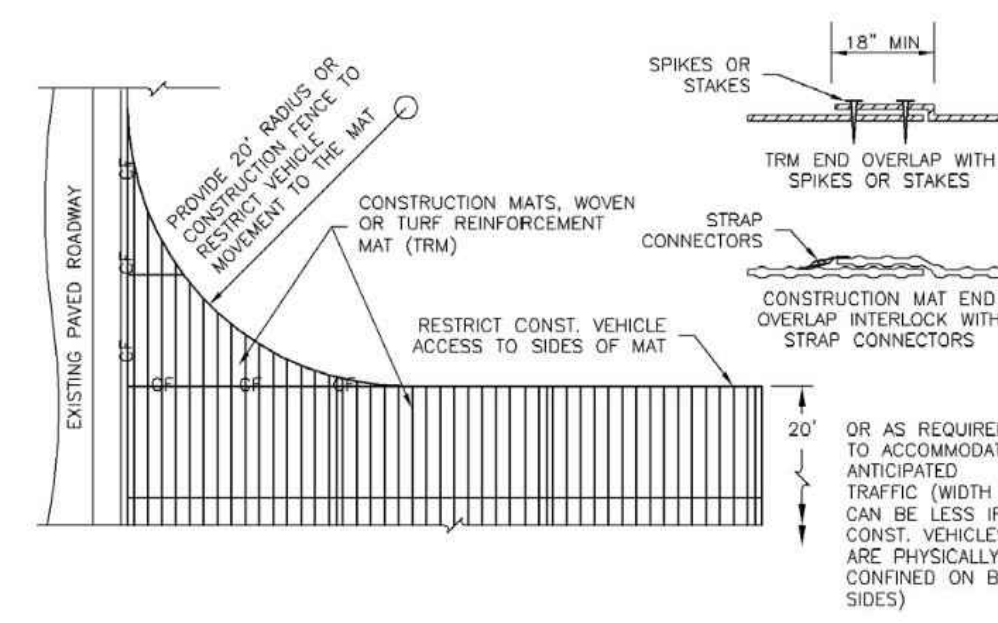 PROVIDE 20' RADIUS OR
CONSTRUCTION FENCE TO
RESTRICT VEHICLE
MOVEMENT TO THE MAT
EXISTING PAVED ROADWAY
CF
CF
CF
CF
CF
CF
CONSTRUCTION MATS, WOVEN
OR TURF REINFORCEMENT
MAT (TRM)
RESTRICT CONST. VEHICLE
ACCESS TO SIDES OF MAT
18" MIN
SPIKES OR
STAKES
TRM END OVERLAP WITH
SPIKES OR STAKES
STRAP
CONNECTORS
CONSTRUCTION MAT END
OVERLAP INTERLOCK WITH
STRAP CONNECTORS
20'
OR AS REQUIRE
TO ACCOMMODAT
ANTICIPATED
TRAFFIC (WIDTH
CAN BE LESS IF
CONST. VEHICLES
ARE PHYSICALLY
CONFINED ON B
SIDES)